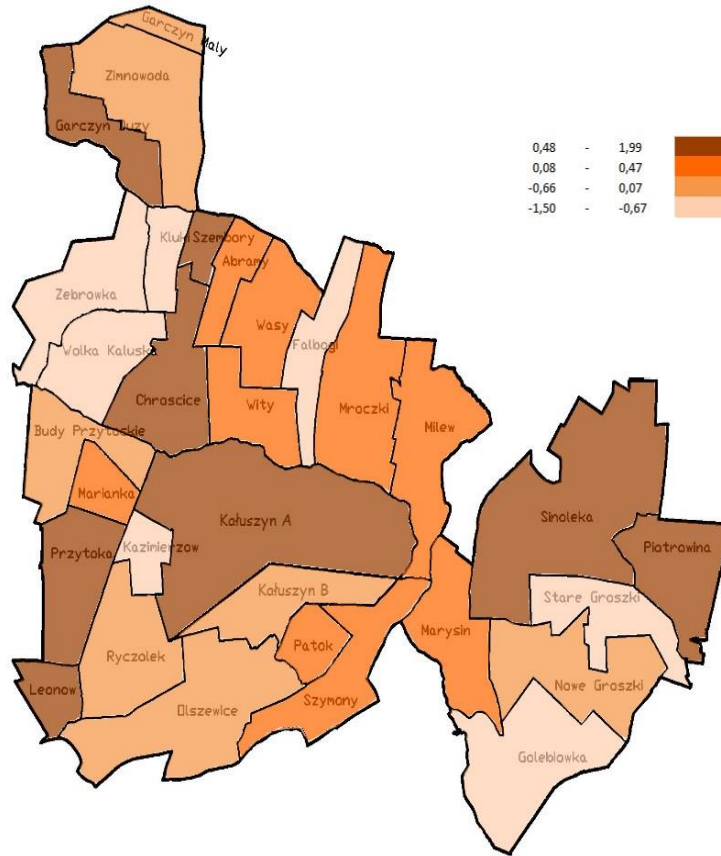 Garczyn Maly
Zimnowoda
Garczyn Duzy
0,48 - 1,99
0,08 - 0,47
-0,66 - 0,07
-1,50 - -0,67
Kluki
Szembory
Abramy
Zebrowka
Wasy
Falbogi
Wolka Kaluska
Chroscice
Wity
Mroczki
Milew
Budy Przytockie
Marianka
Kałuszyn A
Sinoleka
Przytoka
Kazimierzow
Piotrowina
Kałuszyn B
Stare Groszki
Ryczolek
Patok
Marysin
Leonow
Szymony
Nowe Groszki
Olszewice
Golebiowka